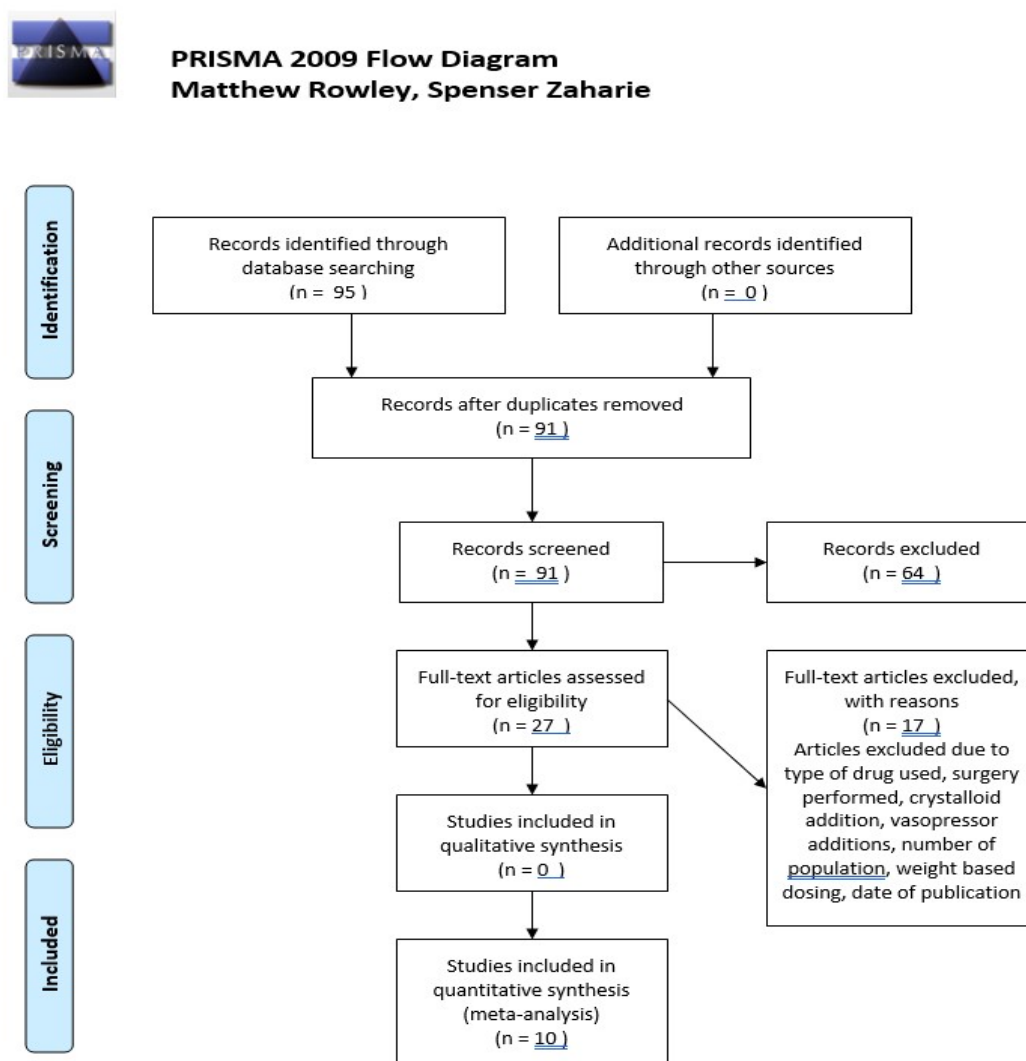 PRISMA
PRISMA 2009 Flow Diagram
Matthew Rowley, Spenser Zaharie
Identification
Records identified through
database searching
(n = 95 )
Additional records identified
through other sources
(n = 0 )
Records after duplicates removed
(n = 91 )
Screening
Records screened
(n = 91 )
Records excluded
(n = 64 )
Eligibility
Full-text articles assessed
for eligibility
(n = 27 )
Full-text articles excluded,
with reasons
(n = 17 )
Articles excluded due to
type of drug used, surgery
performed, crystalloid
addition, vasopressor
additions, number of
population, weight based
dosing, date of publication
Studies included in
qualitative synthesis
(n = 0 )
Included
Studies included in
quantitative synthesis
(meta-analysis)
(n = 10 )